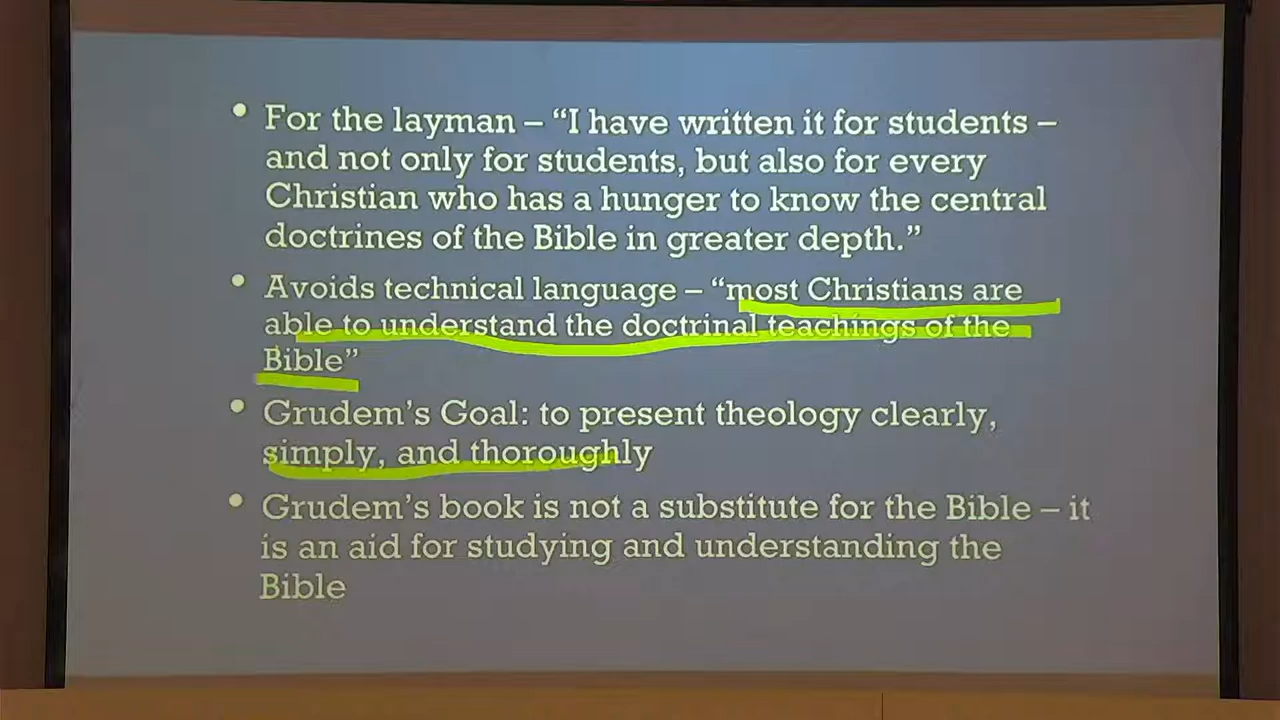 • For the layman – “I have written it for students –
and not only for students, but also for every
Christian who has a hunger to know the central
doctrines of the Bible in greater depth.”
• Avoids technical language – “most Christians are
able to understand the doctrinal teachings of the
Bible”
• Grudem’s Goal: to present theology clearly,
simply, and thoroughly
• Grudem’s book is not a substitute for the Bible – it
is an aid for studying and understanding the
Bible